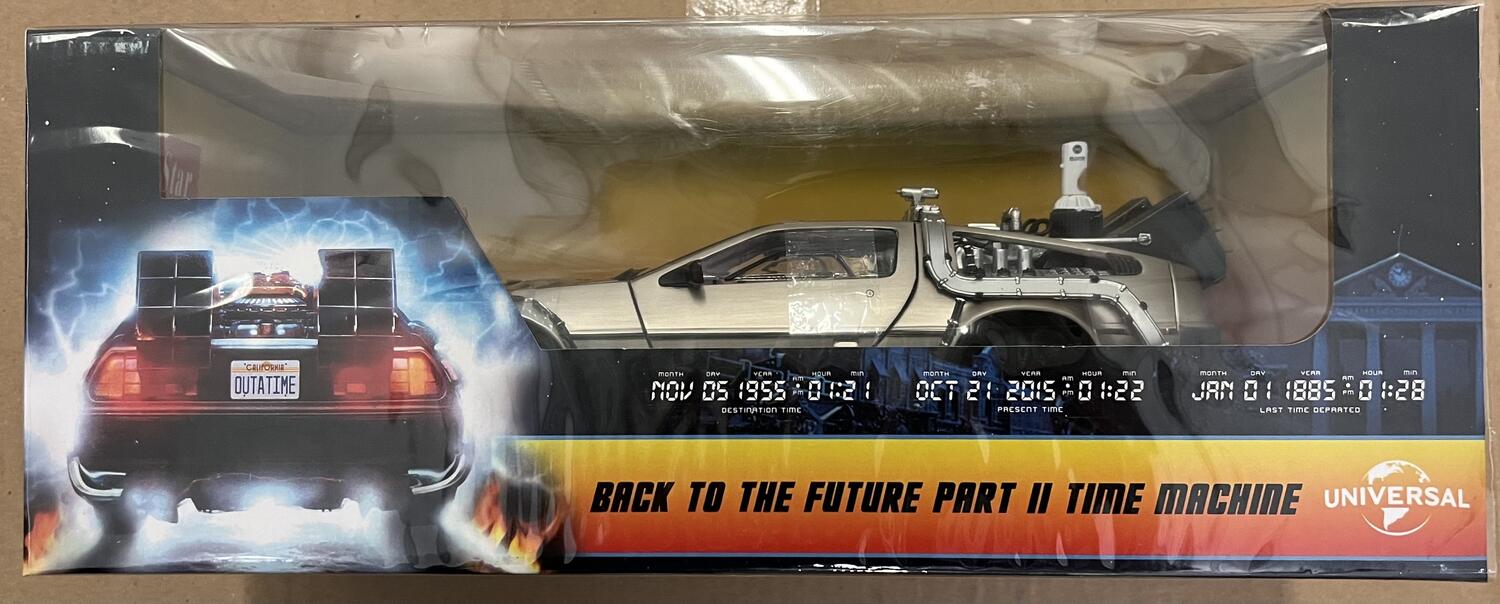 Star
"CALIFORNIA"
OUTATIME
MONTH DAY YEAR AM PM HOUR MIN
NOV 05 1955 01:21
DESTINATION TIME
MONTH DAY YEAR AM PM HOUR MIN
OCT 21 2015 01:22
PRESENT TIME
MONTH DAY YEAR AM PM HOUR MIN
JAN 01 1885 01:28
LAST TIME DEPARTED
BACK TO THE FUTURE PART II TIME MACHINE
UNIVERSAL